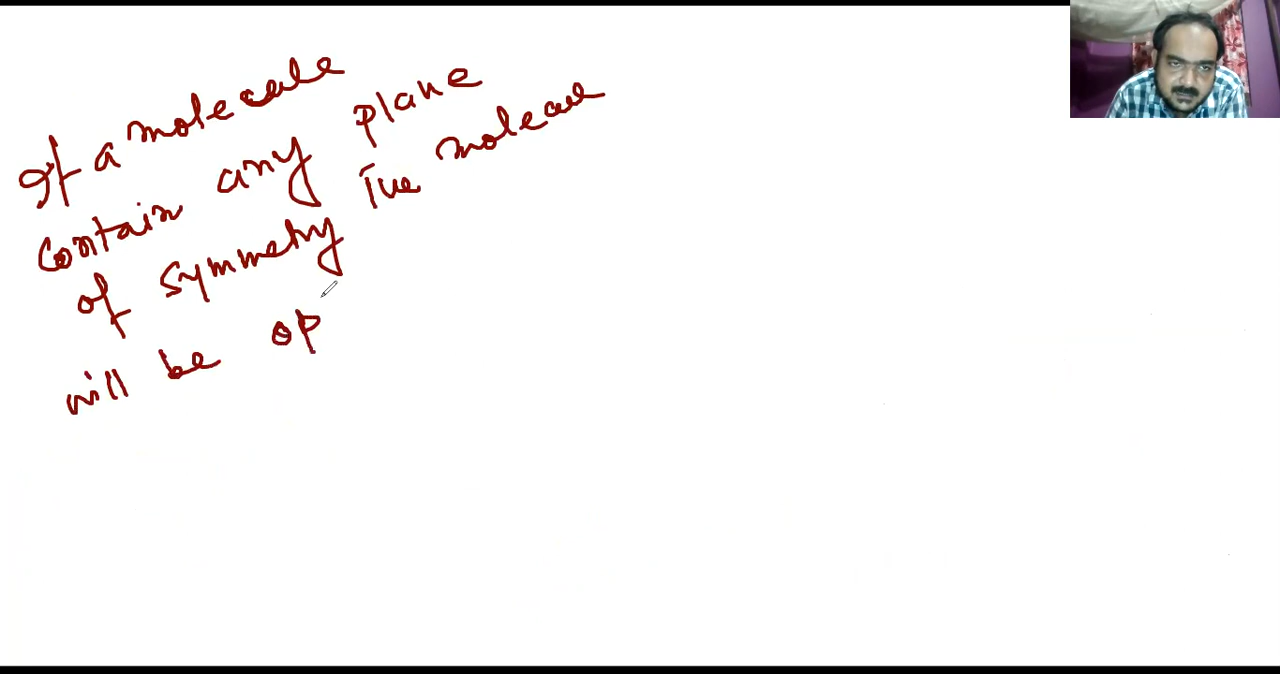 If a molecule
contain any plane
of symmetry The molecule
will be op